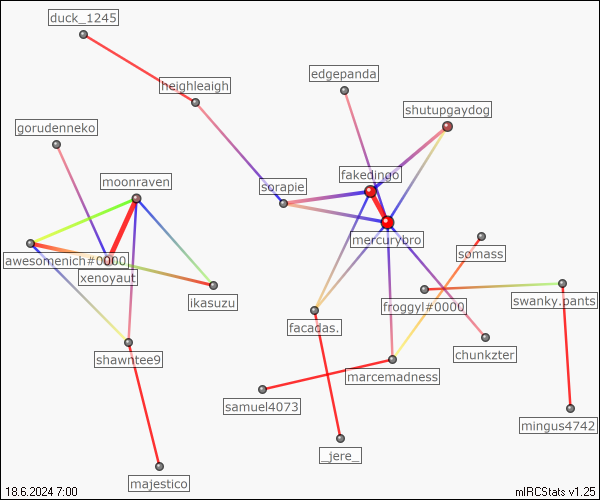 duck_1245
edgepanda
heighleaigh
shutupgaydog
gorudenneko
fakedingo
moonraven
sorapie
mercurybro
sømass
awesomenich#0000
xenoyaut
ikasuzu
froggyl#0000
swanky.pants
facadas.
shawntee9
chunkzter
marcemadness
samuel4073
mingus4742
_jere_
majestico
18.6.2024 7:00
mIRCStats v1.25